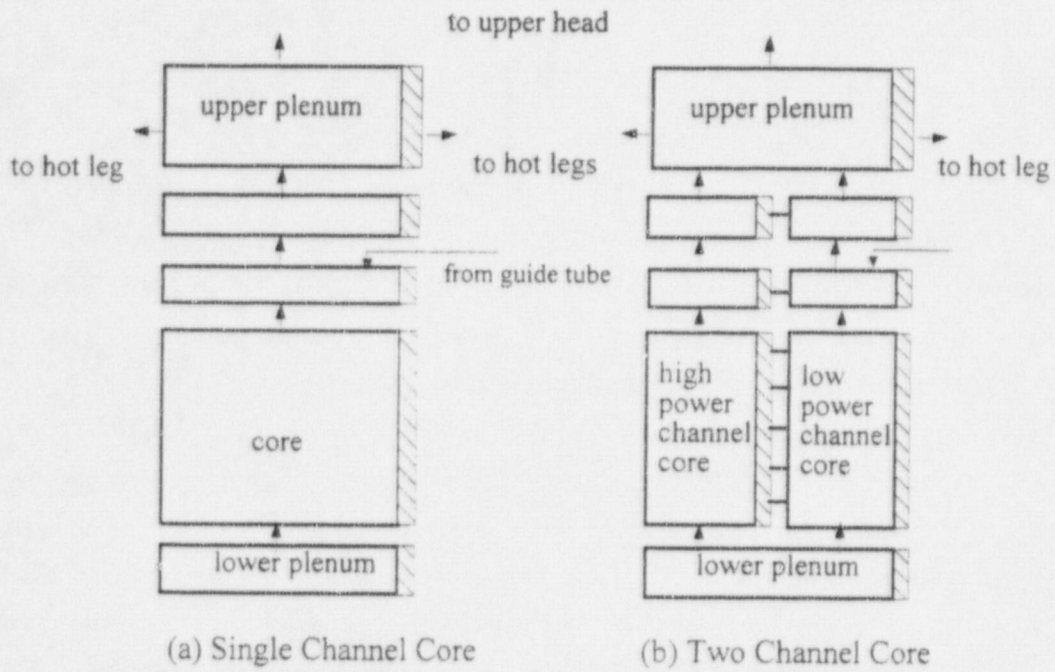 to upper head
upper plenum
upper plenum
to hot leg
to hot legs
to hot leg
from guide tube
core
high
power
channel
core
low
power
channel
core
lower plenum
lower plenum
(a) Single Channel Core
(b) Two Channel Core